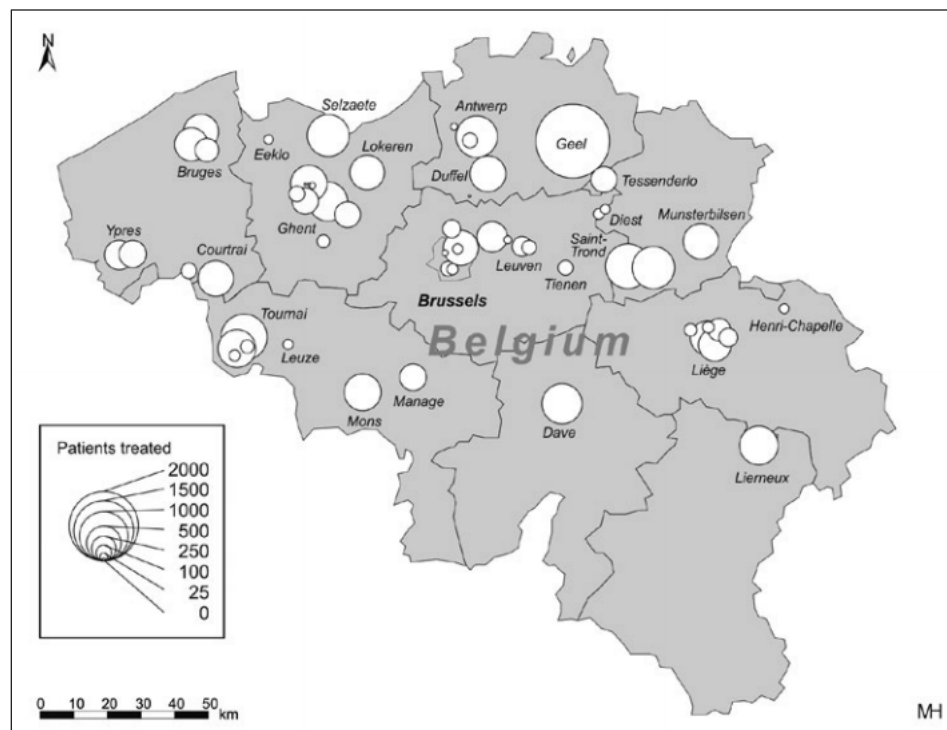 N
Selzaete
Antwerp
Lokeren
Geel
Eeklo
Bruges
Duffel
Tessenderlo
Ghent
Diest
Munsterbilsen
Ypres
Saint-
Trond
Courtrai
Leuven
Tienen
Brussels
Tournai
Henri-Chapelle
Belgium
Leuze
Liège
Manage
Mons
Dave
Lierneux
Patients treated
2000
1500
1000
500
250
100
25
0
0 10 20 30 40 50
km
MH